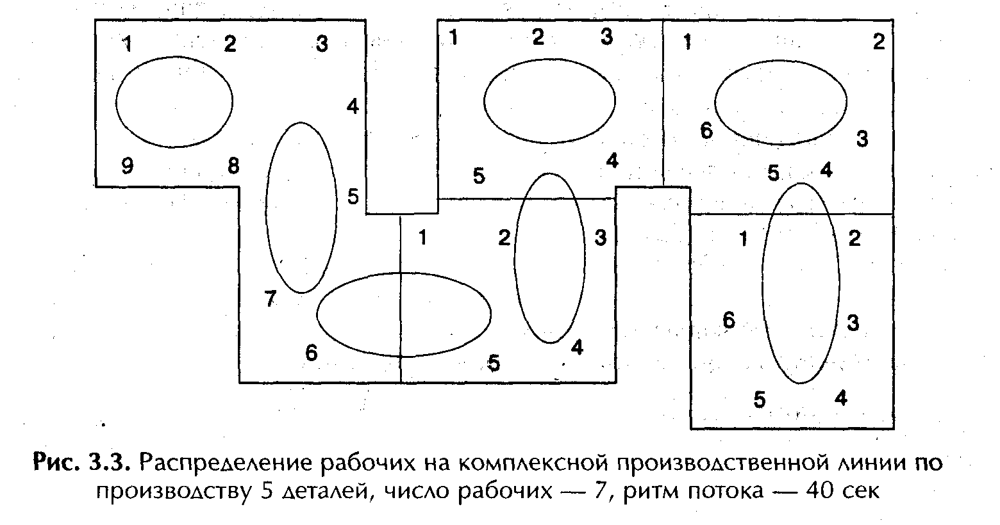 1 2 3 1 2 3 1 2
4
6 3
9 8 5 4 5 4
5
1 2 3 1 2
7
6 3
6 5 4
5 4
Рис. 3.3. Распределение рабочих на комплексной производственной линии по
производству 5 деталей, число рабочих — 7, ритм потока — 40 сек